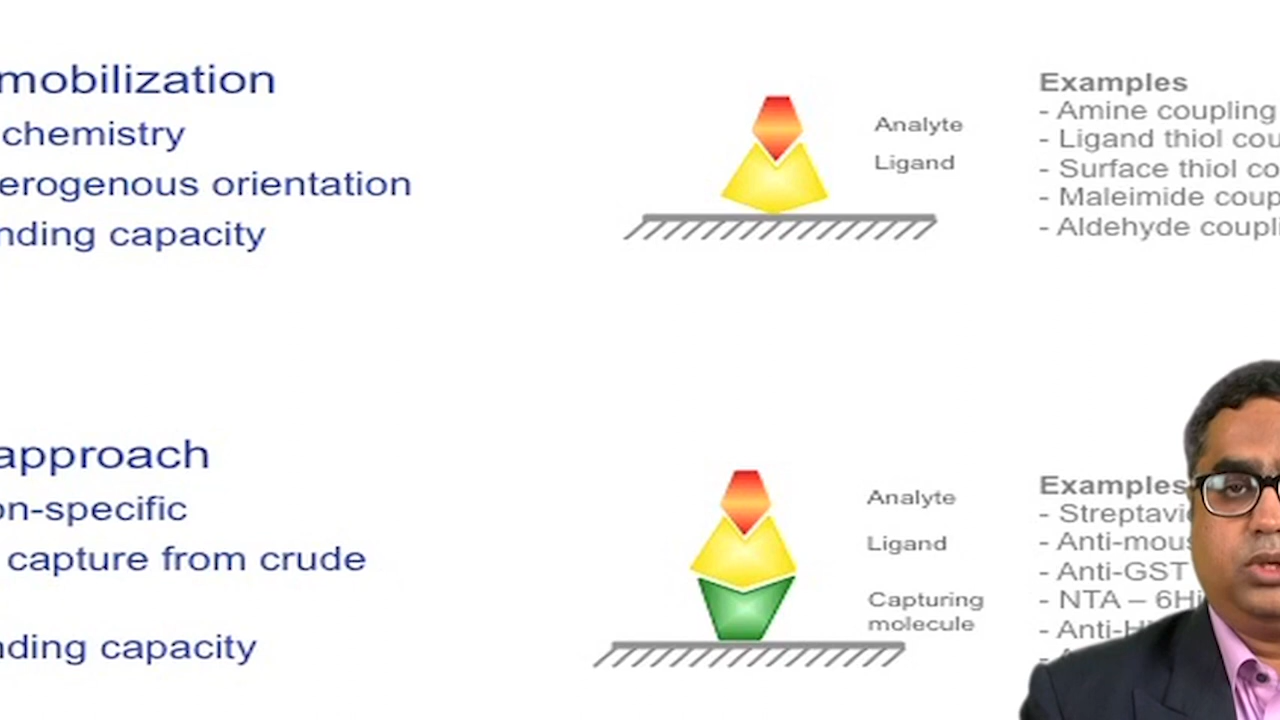 mobilization
chemistry
erogenous orientation
nding capacity
Analyte
Ligand
Examples
- Amine coupling
- Ligand thiol cou
- Surface thiol co
- Maleimide coup
- Aldehyde coupli
approach
on-specific
capture from crude
nding capacity
Analyte
Ligand
Capturing
molecule
Examples
- Streptavi
- Anti-mous
- Anti-GST
- NTA – 6Hi
- Anti-H